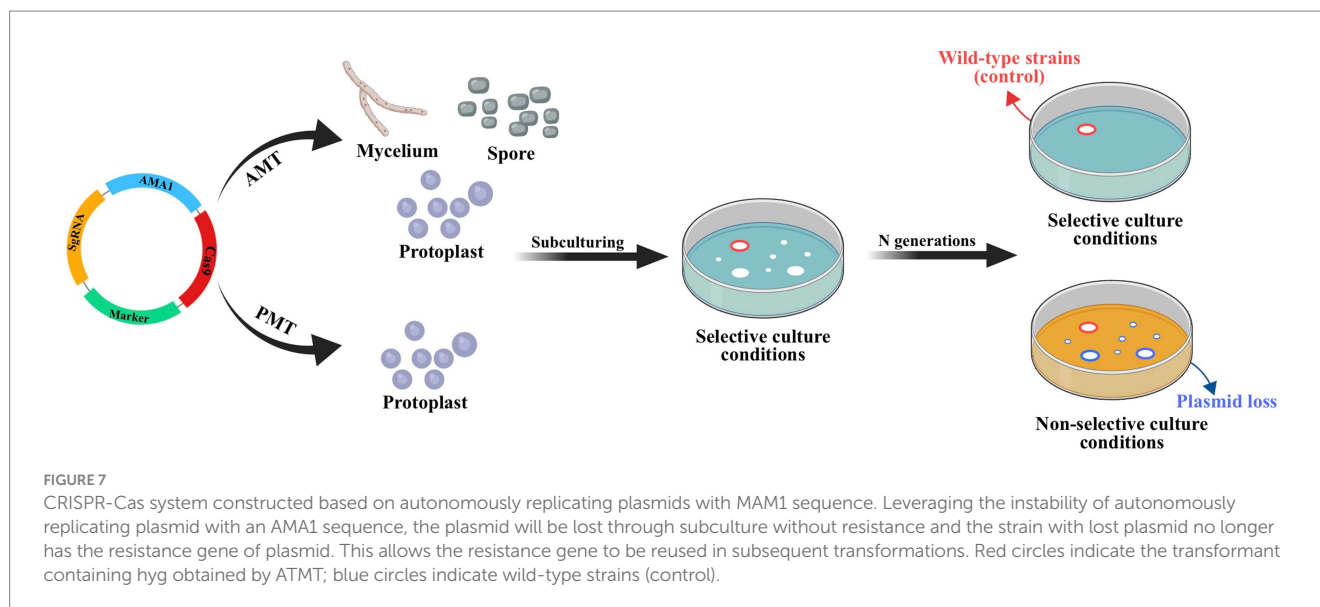 AMA1
SgRNA
Cas9
Marker
AMT
PMT
Mycelium
Spore
Protoplast
Protoplast
Subculturing
Selective culture
conditions
N generations
Wild-type strains
(control)
Selective culture
conditions
Plasmid loss
Non-selective culture
conditions
FIGURE 7
CRISPR-Cas system constructed based on autonomously replicating plasmids with MAM1 sequence. Leveraging the instability of autonomously
replicating plasmid with an AMA1 sequence, the plasmid will be lost through subculture without resistance and the strain with lost plasmid no longer
has the resistance gene of plasmid. This allows the resistance gene to be reused in subsequent transformations. Red circles indicate the transformant
containing hyg obtained by ATMT; blue circles indicate wild-type strains (control).